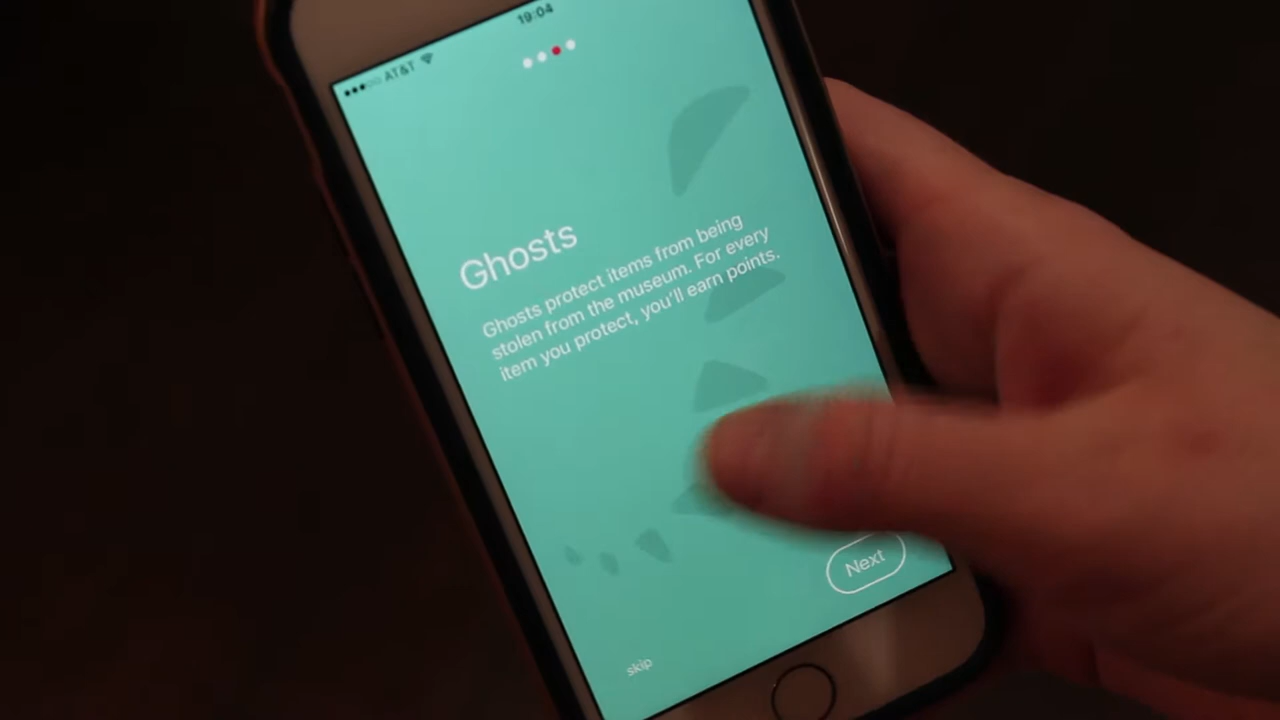 19:04
AT&T
Ghosts
Ghosts protect items from being
stolen from the museum. For every
item you protect, you'll earn points.
Next
skip